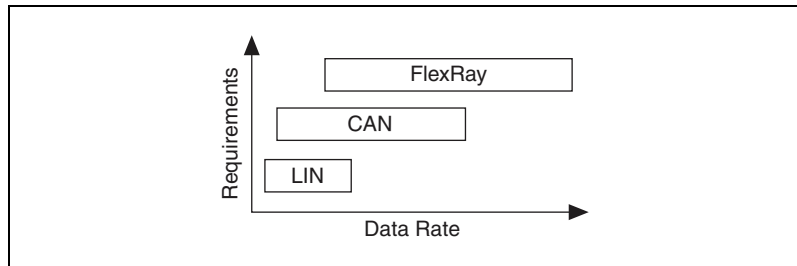 FlexRay
CAN
LIN
Requirements
Data Rate